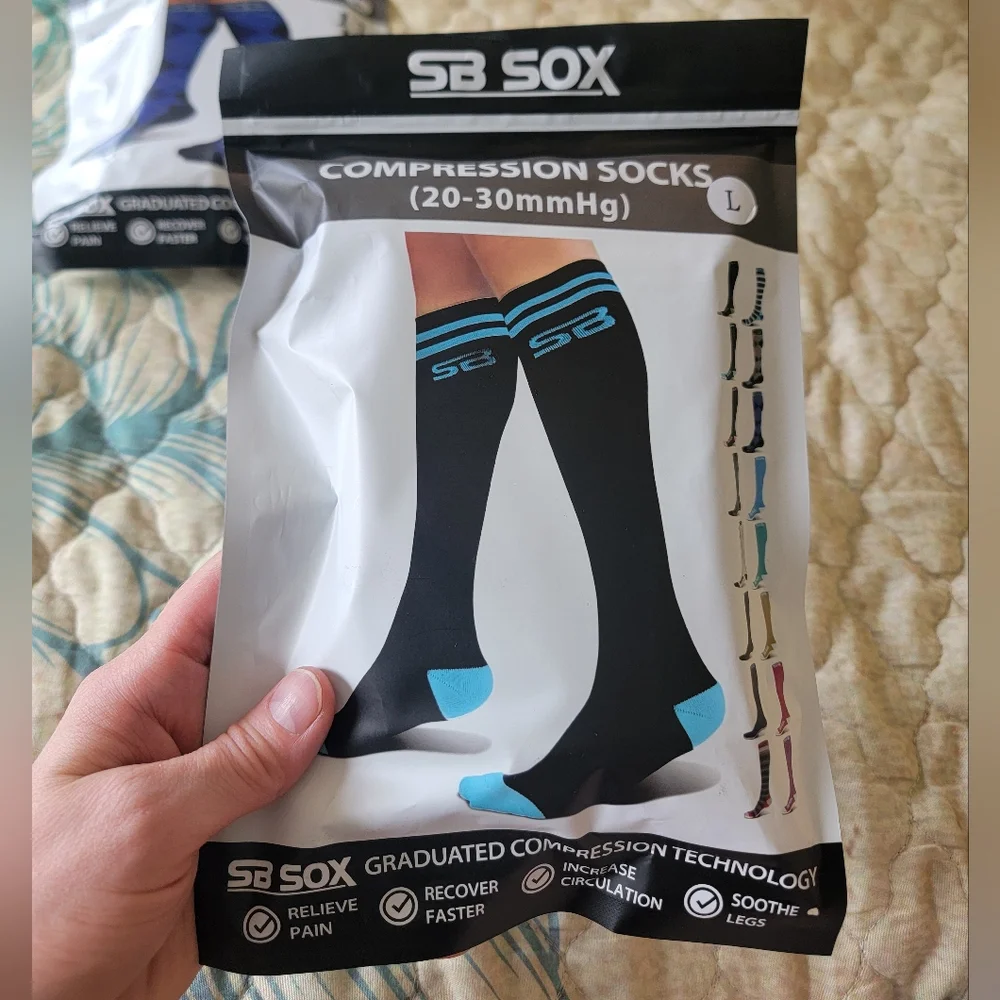 SB SOX
COMPRESSION SOCKS
(20-30mmHg)
L
SB
SB
SB SOX GRADUATED COMPRESSION TECHNOLOGY
RELIEVE
PAIN
RECOVER
FASTER
INCREASE
CIRCULATION
SOOTHE
LEGS
GRADUATED
RELIEVE
PAIN
RECOVER
FASTER